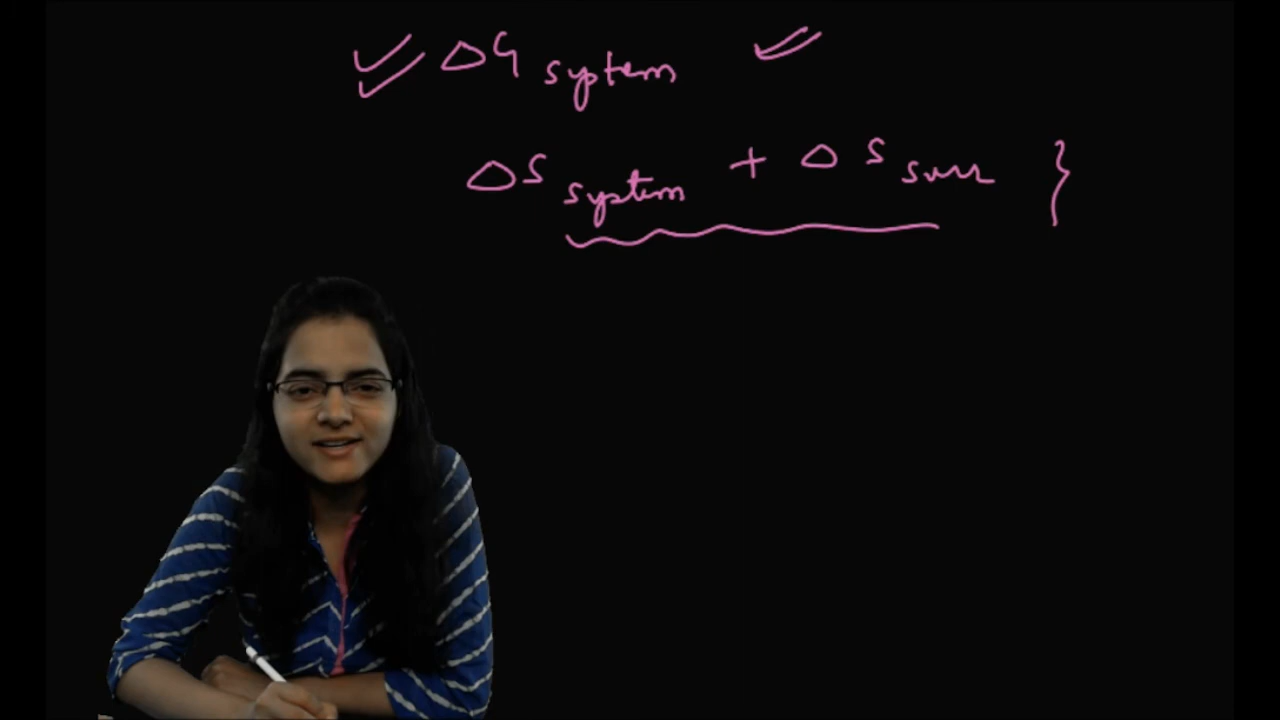 ΔG system
ΔS system + ΔS surr }